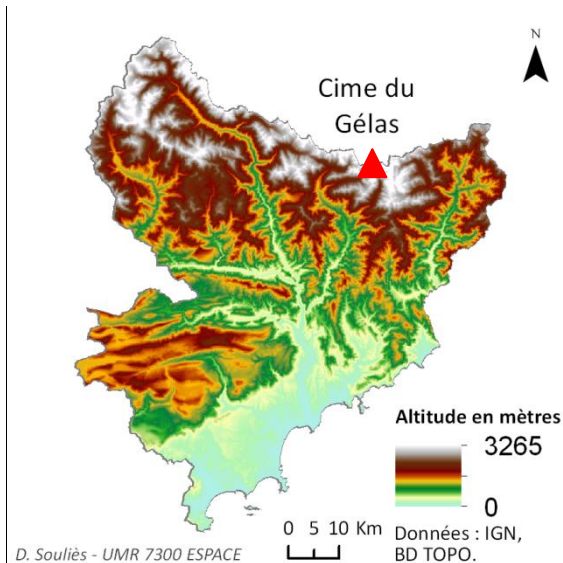 N
Cime du
Gélas
Altitude en mètres
3265
0
0 5 10 Km
Données : IGN,
BD TOPO.
D. Souliès - UMR 7300 ESPACE